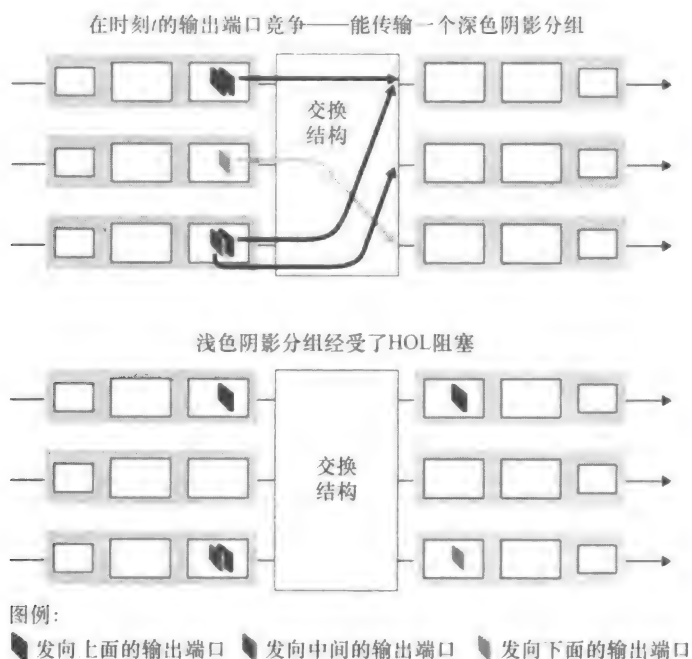 在时刻t的输出端口竞争——能传输一个深色阴影分组
交换
结构
浅色阴影分组经受了HOL阻塞
交换
结构
图例:
发向上面的输出端口 发向中间的输出端口 发向下面的输出端口